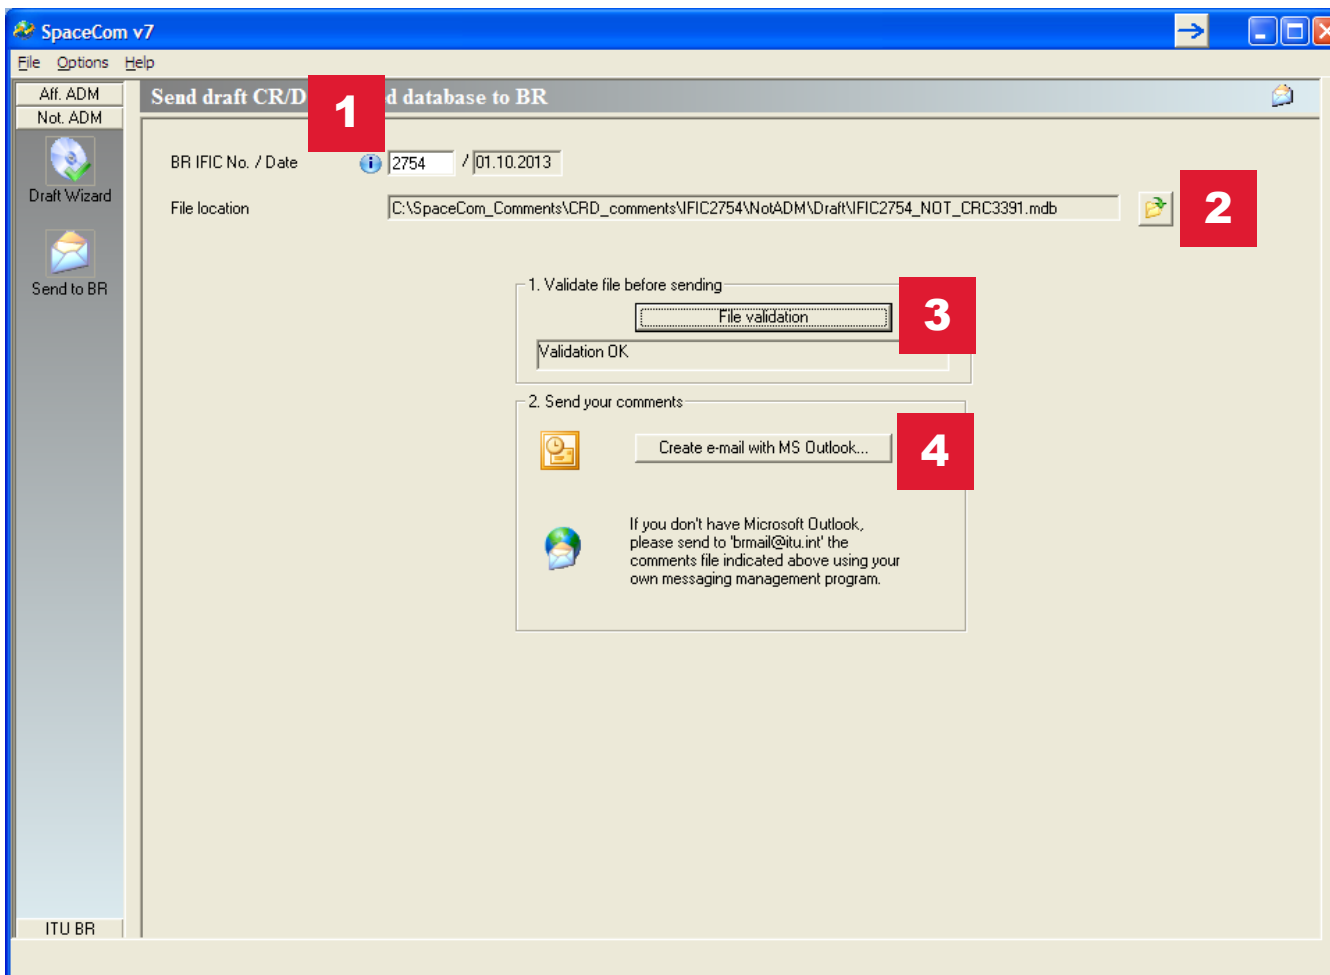 SpaceCom v7
File Options Help
Aff. ADM
Not. ADM
Draft Wizard
Send to BR
ITU BR
Send draft CR/D d database to BR
1
BR IFIC No. / Date 2754 / 01.10.2013
File location C:\SpaceCom_Comments\CRD_comments\IFIC2754\NotADM\Draft\IFIC2754_NOT_CRC3391.mdb
2
1. Validate file before sending
File validation
3
Validation OK
2. Send your comments
Create e-mail with MS Outlook...
4
If you don't have Microsoft Outlook,
please send to 'brmail@itu.int' the
comments file indicated above using your
own messaging management program.